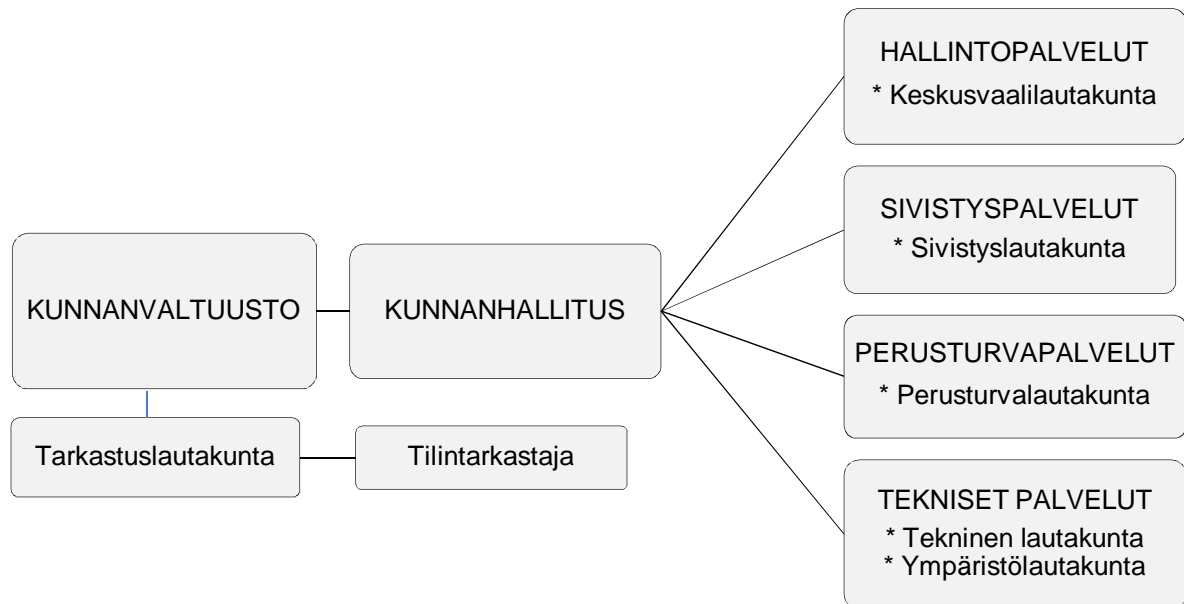 KUNNANVALTUUSTO
KUNNANHALLITUS
Tarkastuslautakunta
Tilintarkastaja
HALLINTOPALVELUT
* Keskusvaalilautakunta
SIVISTYSPALVELUT
* Sivistyslautakunta
PERUSTURVAPALVELUT
* Perusturvalautakunta
TEKNISET PALVELUT
* Tekninen lautakunta
* Ympäristölautakunta